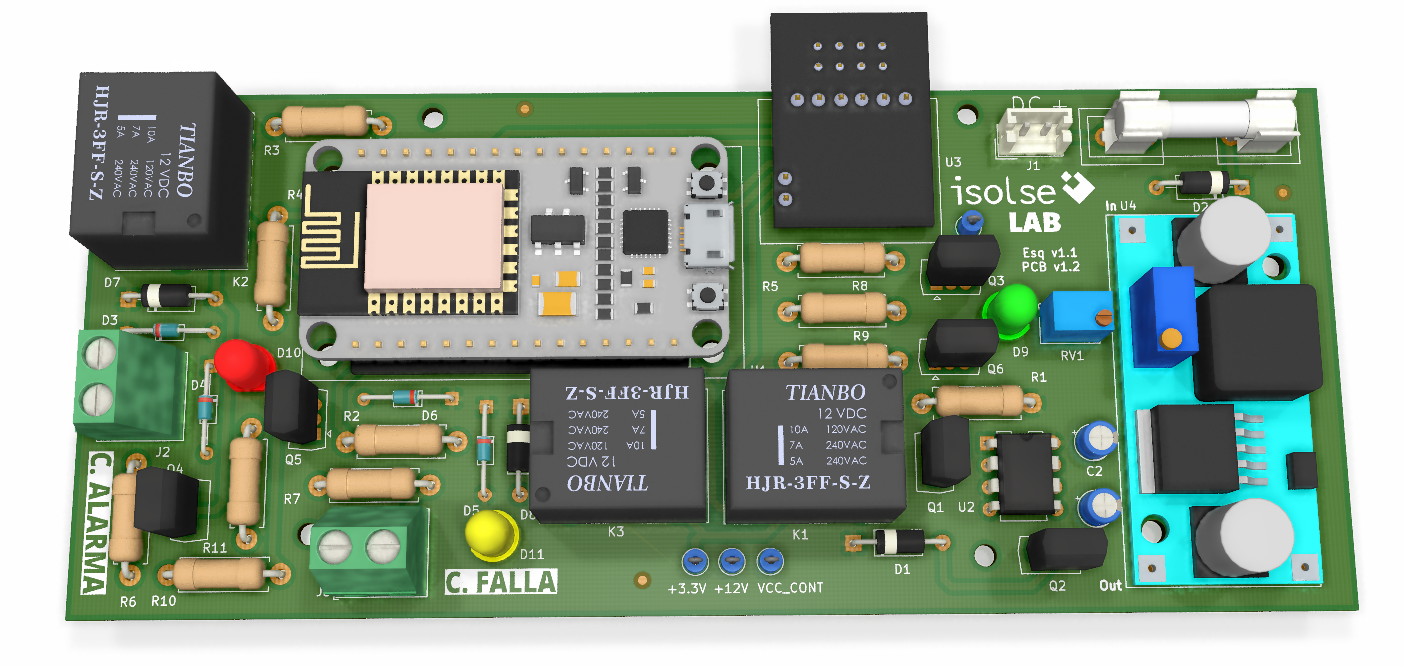 HJR-3FF-S-Z
5A 240VAC
7A 240VAC
10A 120VAC
12 VDC
TIANBO
K2
R3
R4
D7
D3
D4
D10
J2
C. ALARMA
Q4
Q5
R2
D6
R7
R11
R6
R10
D5
D11
C. FALLA
TIANBO
12 VDC
10A 120VAC
7A 240VAC
5A 240VAC
HJR-3FF-S-Z
K3
TIANBO
12 VDC
10A 120VAC
7A 240VAC
5A 240VAC
HJR-3FF-S-Z
K1
+3.3V +12V VCC_CONT
D1
U3
DC +
J1
isolse
LAB
Esq v1.1
PCB v1.2
D2
In U4
R5
R8
R9
Q3
Q6
D9
RV1
R1
Q1
U2
C2
Q2
Out